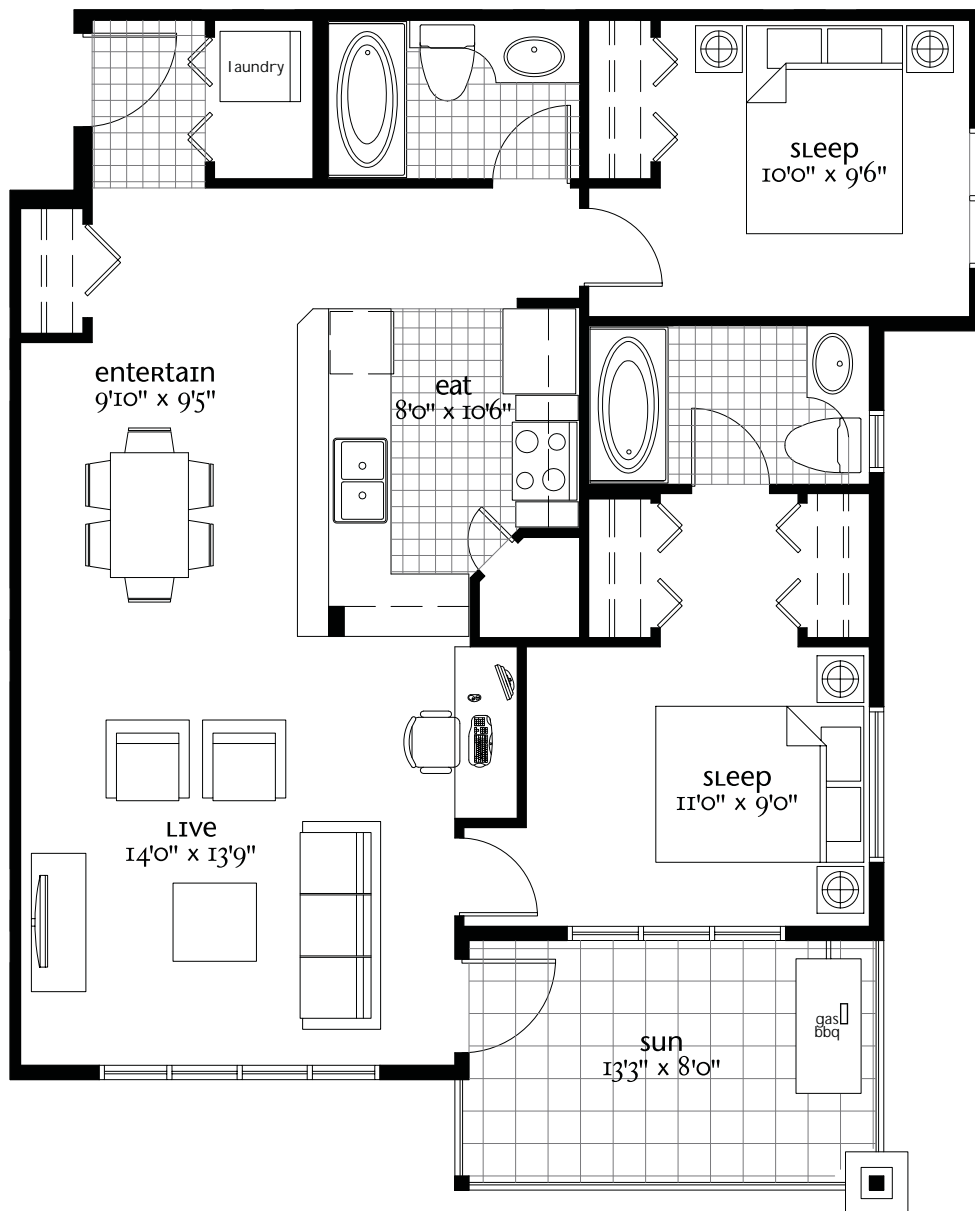 laundry
sLeep
10'0" x 9'6"
enteRtaIn
9'10" x 9'5"
eat
8'0" x 10'6"
sLeep
11'0" x 9'0"
LIVe
14'0" x 13'9"
sun
13'3" x 8'0"
gas
bbq